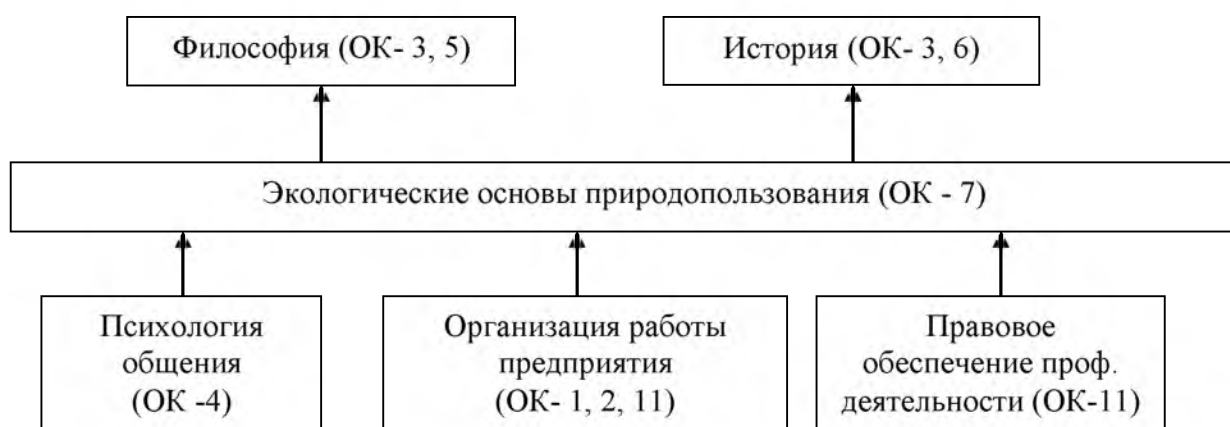 Философия (ОК- 3, 5)
История (ОК- 3, 6)
Экологические основы природопользования (ОК - 7)
Психология
общения
(ОК -4)
Организация работы
предприятия
(ОК- 1, 2, 11)
Правовое
обеспечение проф.
деятельности (ОК-11)